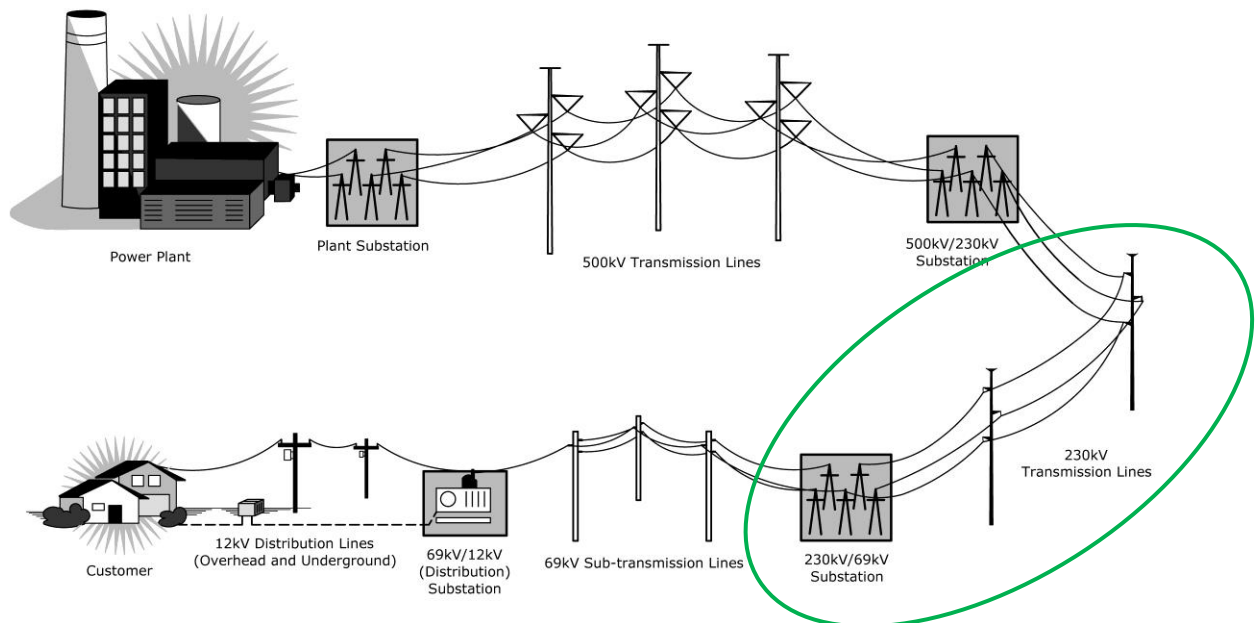 Power Plant
Plant Substation
500kV Transmission Lines
500kV/230kV
Substation
230kV
Transmission Lines
230kV/69kV
Substation
69kV Sub-transmission Lines
69kV/12kV
(Distribution)
Substation
12kV Distribution Lines
(Overhead and Underground)
Customer